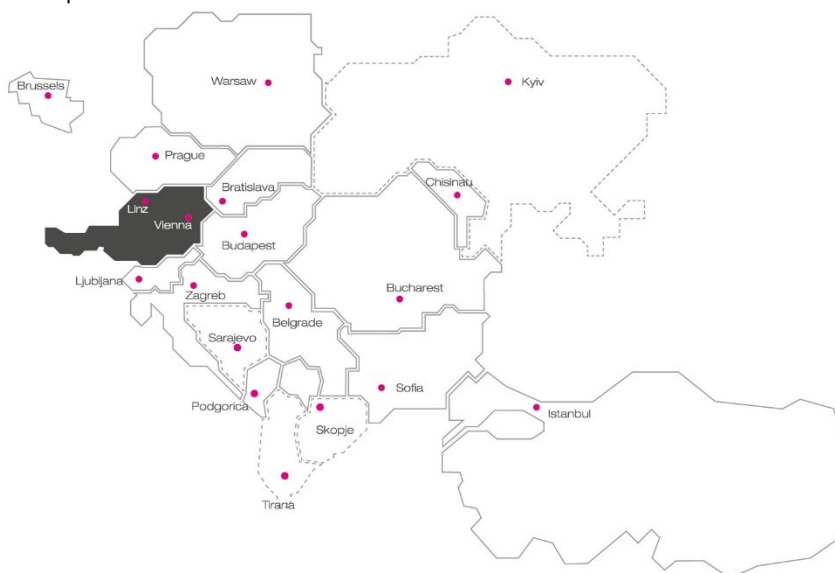 Warsaw
Kyiv
Brussels
Prague
Chisinau
Bratislava
Linz
Vienna
Budapest
Ljubljana
Zagreb
Bucharest
Belgrade
Sarajevo
Sofia
Podgorica
Istanbul
Skopje
Tirana